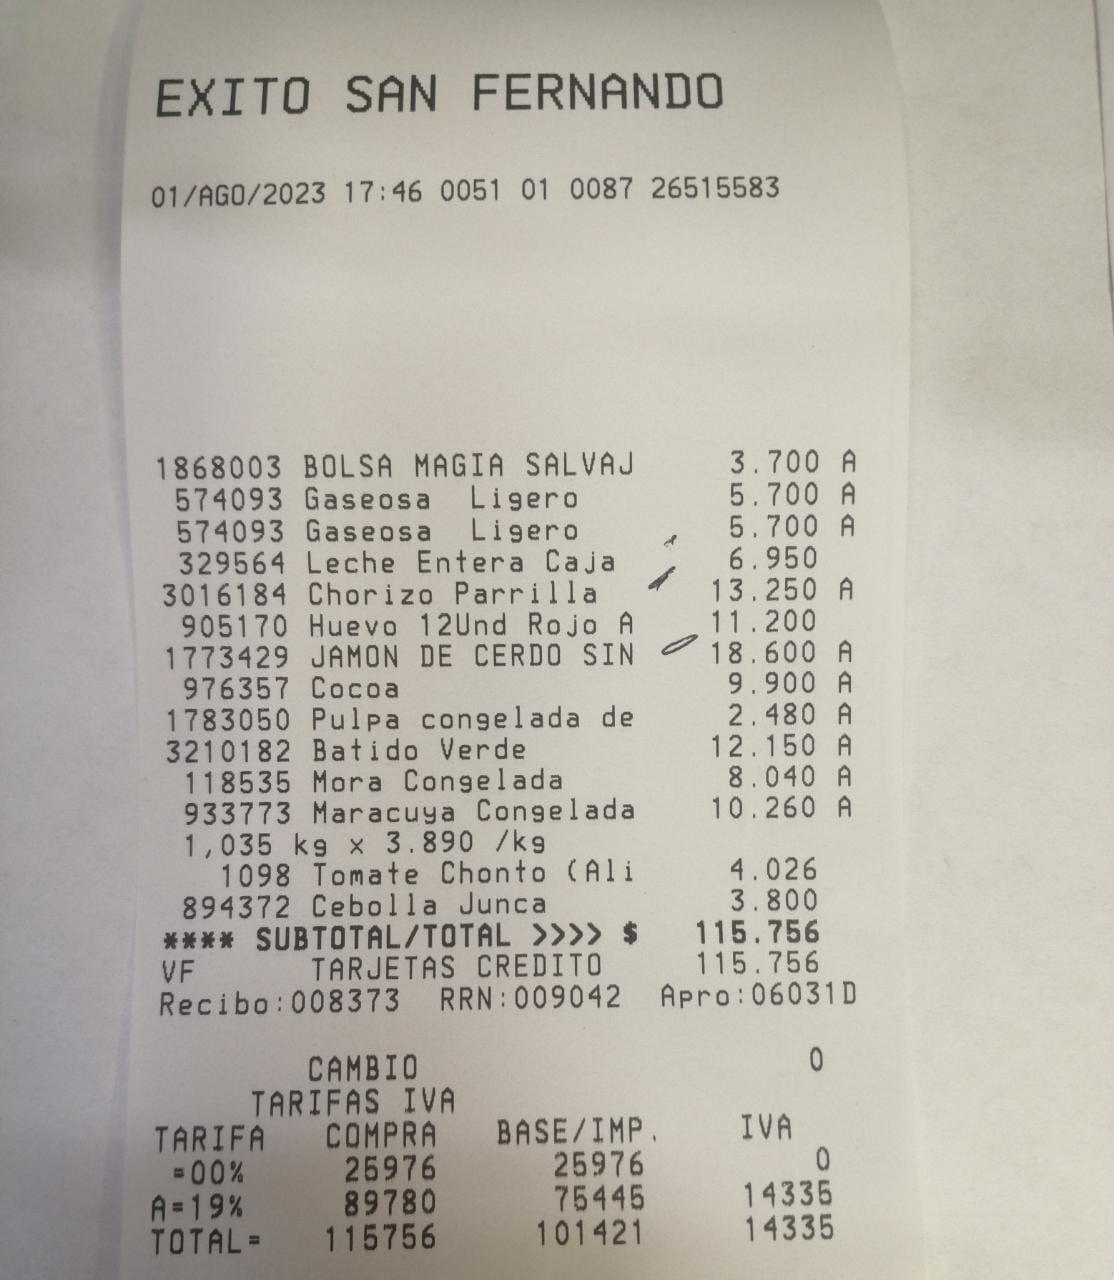 EXITO SAN FERNANDO
01/AGO/2023 17:46 0051 01 0087 26515583
1868003 BOLSA MAGIA SALVAJ 3.700 A
574093 Gaseosa Ligero 5.700 A
574093 Gaseosa Ligero 5.700 A
329564 Leche Entera Caja 6.950
3016184 Chorizo Parrilla 13.250 A
905170 Huevo 12Und Rojo A 11.200
1773429 JAMON DE CERDO SIN 18.600 A
976357 Cocoa 9.900 A
1783050 Pulpa congelada de 2.480 A
3210182 Batido Verde 12.150 A
118535 Mora Congelada 8.040 A
933773 Maracuya Congelada 10.260 A
1,035 kg x 3.890 /kg
1098 Tomate Chonto (Ali 4.026
894372 Cebolla Junca 3.800
**** SUBTOTAL/TOTAL >>>> $ 115.756
VF TARJETAS CREDITO 115.756
Recibo:008373 RRN:009042 Apro:06031D
CAMBIO 0
TARIFAS IVA
TARIFA COMPRA BASE/IMP. IVA
=00% 25976 25976 0
A=19% 89780 75445 14335
TOTAL= 115756 101421 14335